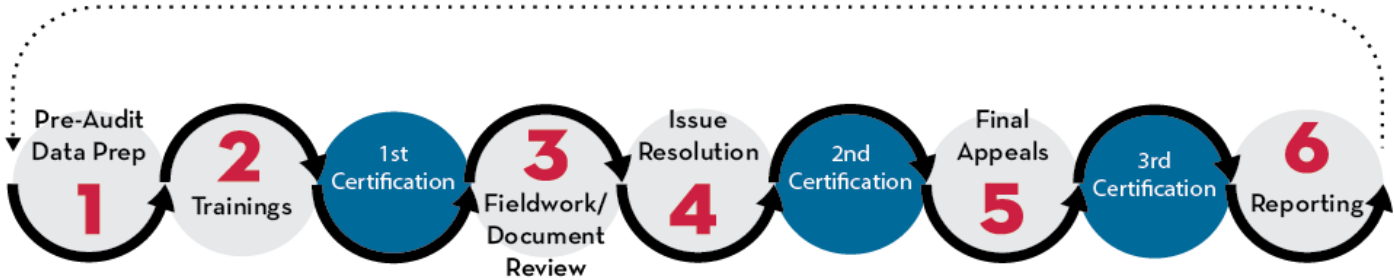 Pre-Audit
Data Prep
1
2
Trainings
1st
Certification
3
Fieldwork/
Document
Review
Issue
Resolution
4
2nd
Certification
Final
Appeals
5
3rd
Certification
6
Reporting